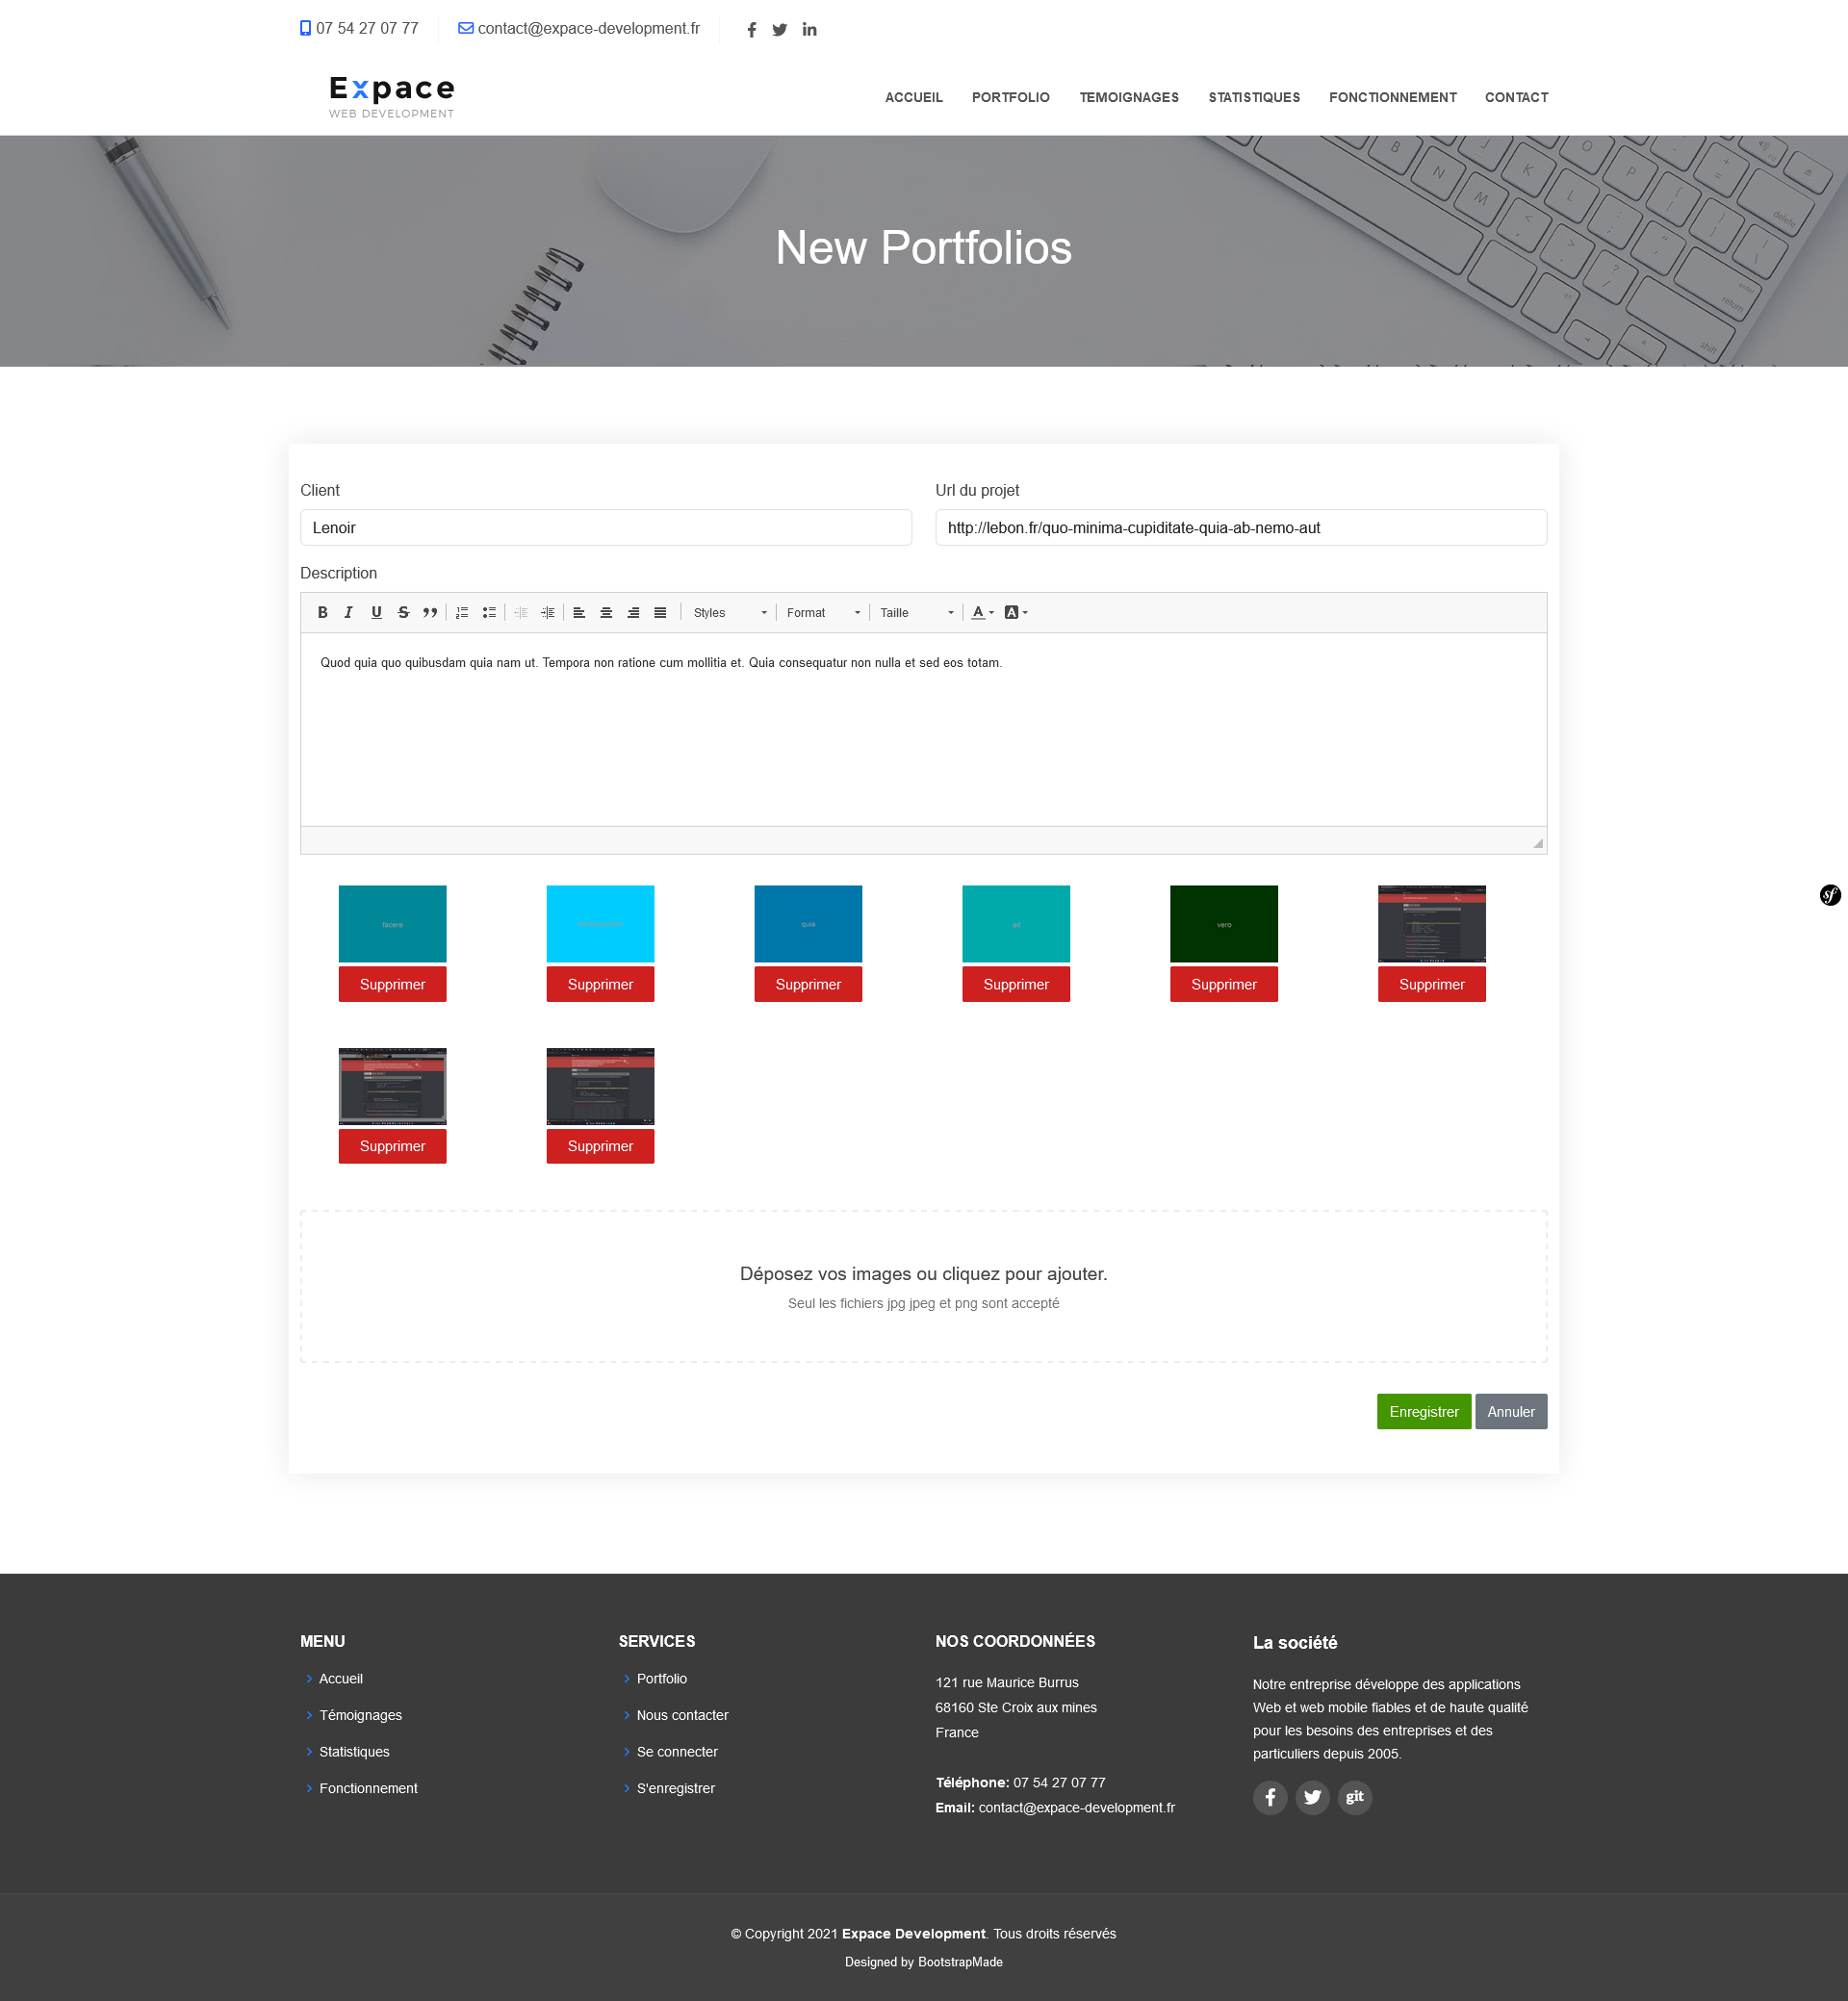 07 54 27 07 77
contact@expace-development.fr
Expace
WEB DEVELOPMENT
ACCUEIL
PORTFOLIO
TEMOIGNAGES
STATISTIQUES
FONCTIONNEMENT
CONTACT
New Portfolios
Client
Url du projet
Lenoir
http://lebon.fr/quo-minima-cupiditate-quia-ab-nemo-aut
Description
Styles
Format
Taille
Quod quia quo quibusdam quia nam ut. Tempora non ratione cum mollitia et. Quia consequatur non nulla et sed eos totam.
facere
quia
ad
vero
Supprimer
Supprimer
Supprimer
Supprimer
Supprimer
Supprimer
Supprimer
Supprimer
Déposez vos images ou cliquez pour ajouter.
Seul les fichiers jpg jpeg et png sont accepté
Enregistrer
Annuler
MENU
Accueil
Témoignages
Statistiques
Fonctionnement
SERVICES
Portfolio
Nous contacter
Se connecter
S'enregistrer
NOS COORDONNÉES
121 rue Maurice Burrus
68160 Ste Croix aux mines
France
Téléphone: 07 54 27 07 77
Email: contact@expace-development.fr
La société
Notre entreprise développe des applications
Web et web mobile fiables et de haute qualité
pour les besoins des entreprises et des
particuliers depuis 2005.
git
© Copyright 2021 Expace Development. Tous droits réservés
Designed by BootstrapMade